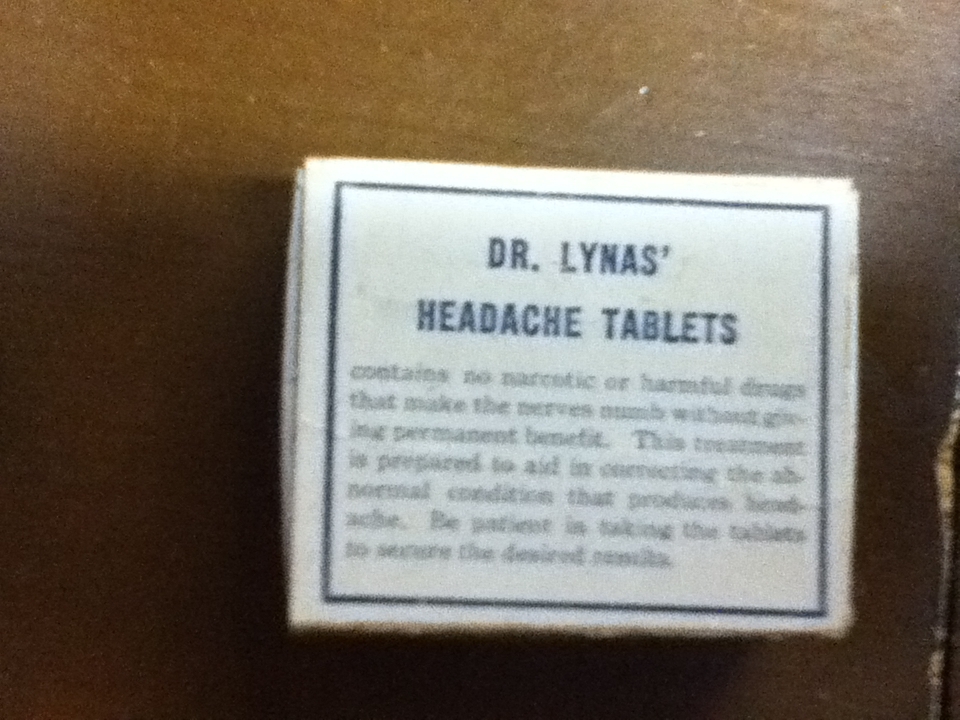 DR. LYNAS'
HEADACHE TABLETS
contains no narcotic or harmful drugs
that make the nerves numb without giv-
ing permanent benefit. This treatment
is prepared to aid in correcting the ab-
normal condition that produces head-
ache. Be patient in taking the tablets
to secure the desired results.